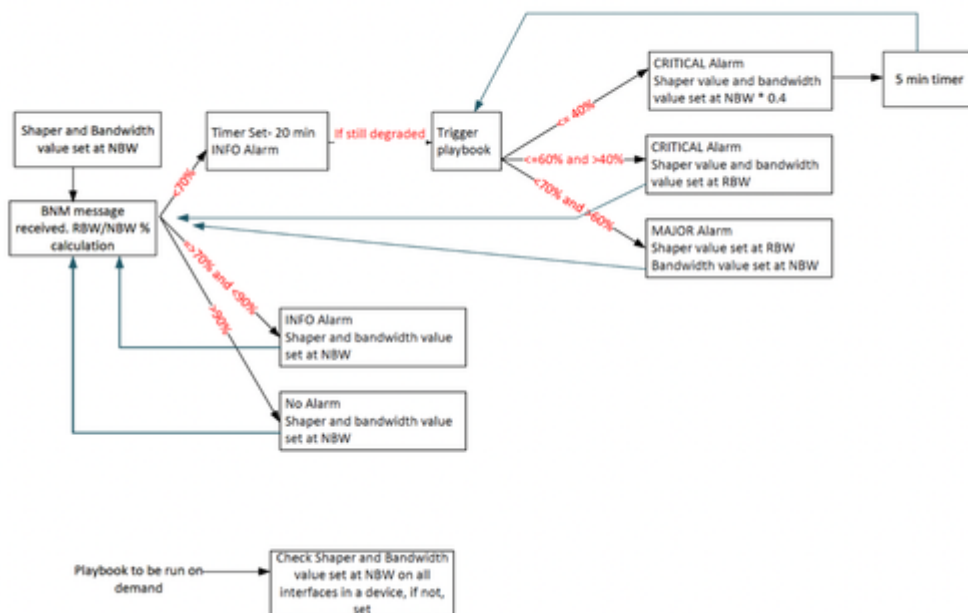 CRITICAL Alarm
Shaper value and bandwidth
value set at NBW * 0.4
5 min timer
<= 40%
Shaper and Bandwidth
value set at NBW
Timer Set- 20 min
INFO Alarm
If still degraded
Trigger
playbook
CRITICAL Alarm
Shaper value and bandwidth
value set at RBW
<=60% and >40%
<70%
BNM message
received. RBW/NBW %
calculation
<70% and >60%
MAJOR Alarm
Shaper value set at RBW
Bandwidth value set at NBW
=>70% and <90%
>90%
INFO Alarm
Shaper and bandwidth value
set at NBW
No Alarm
Shaper and bandwidth value
set at NBW
Playbook to be run on
demand
Check Shaper and Bandwidth
value set at NBW on all
interfaces in a device, if not,
set